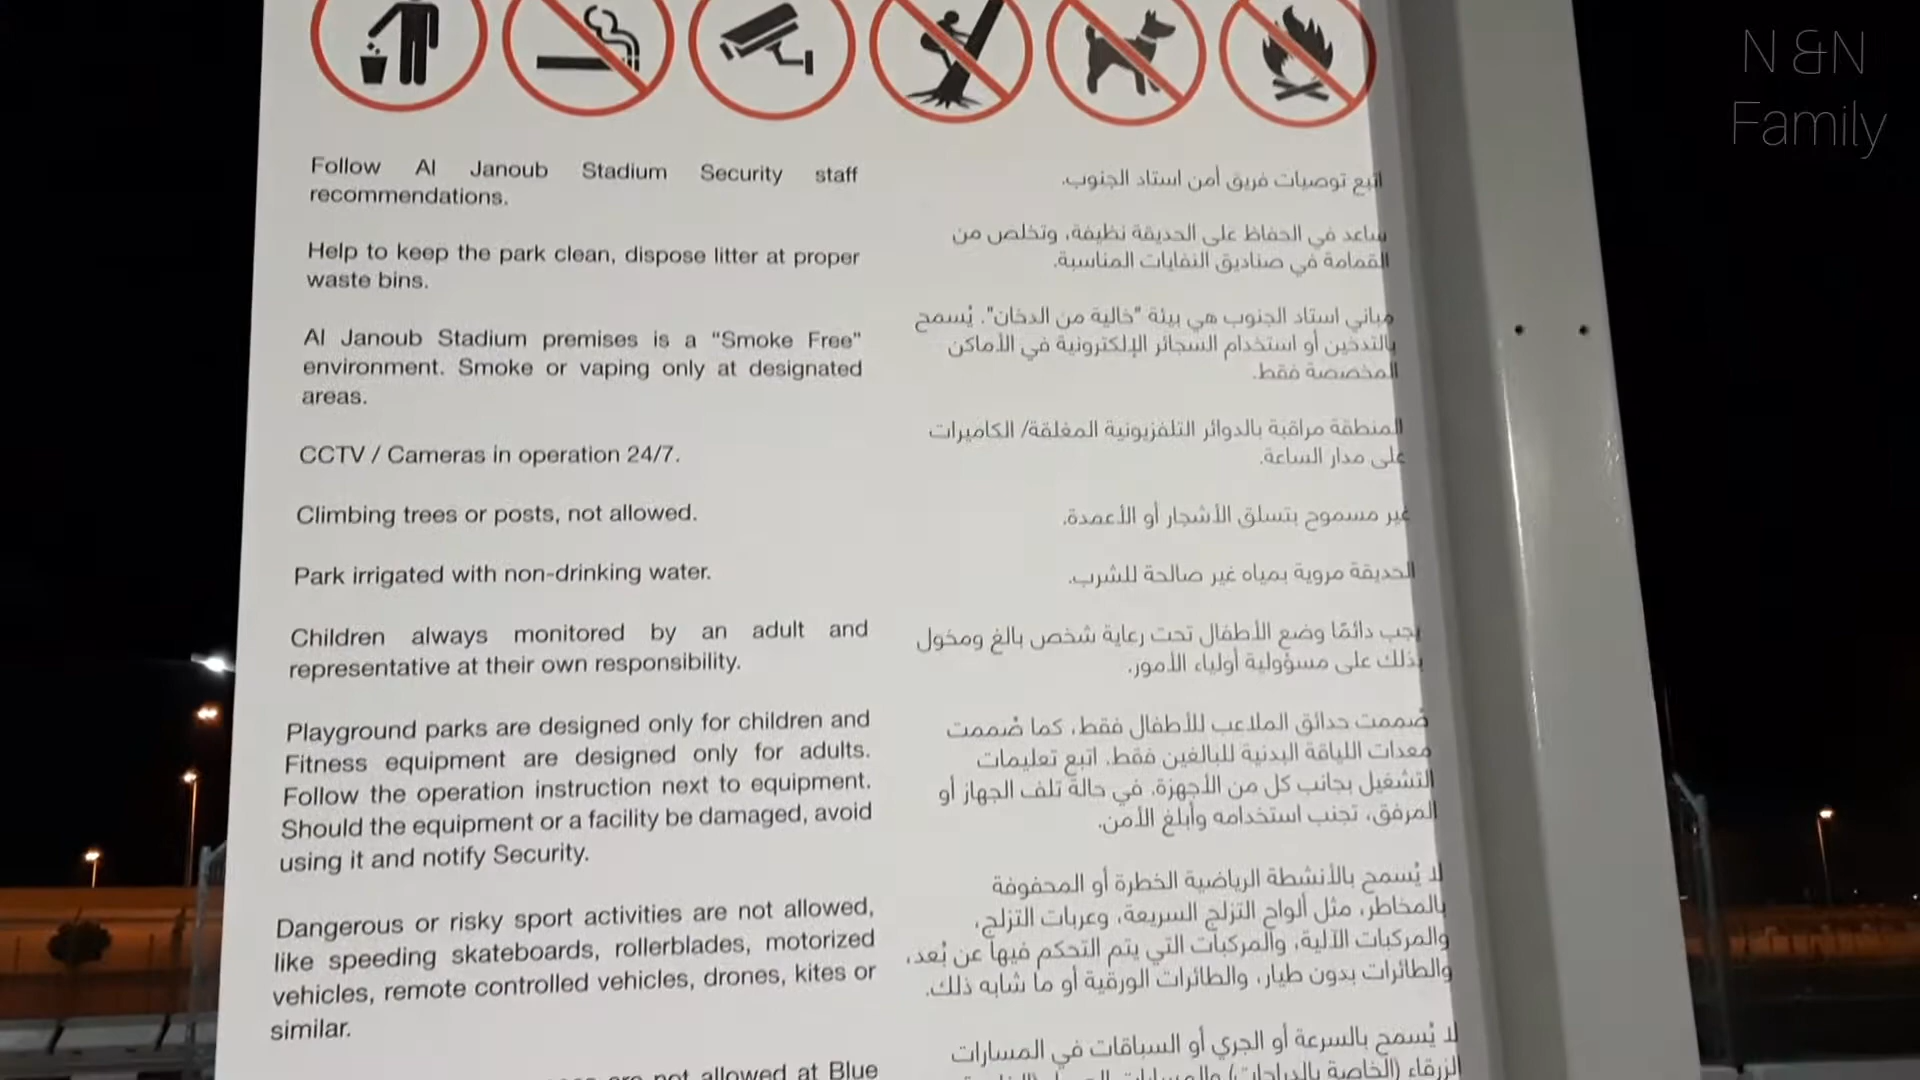 N & N
Family
Follow Al Janoub Stadium Security staff
recommendations.
Help to keep the park clean, dispose litter at proper
waste bins.
Al Janoub Stadium premises is a “Smoke Free”
environment. Smoke or vaping only at designated
areas.
CCTV / Cameras in operation 24/7.
Climbing trees or posts, not allowed.
Park irrigated with non-drinking water.
Children always monitored by an adult and
representative at their own responsibility.
Playground parks are designed only for children and
Fitness equipment are designed only for adults.
Follow the operation instruction next to equipment.
Should the equipment or a facility be damaged, avoid
using it and notify Security.
Dangerous or risky sport activities are not allowed,
like speeding skateboards, rollerblades, motorized
vehicles, remote controlled vehicles, drones, kites or
similar.
not allowed at Blue
اتبع توصيات فريق أمن استاد الجنوب.
ساعد في الحفاظ على الحديقة نظيفة، وتخلص من
القمامة في صناديق النفايات المناسبة.
مباني استاد الجنوب هي بيئة "خالية من الدخان". يُسمح
بالتدخين أو استخدام السجائر الإلكترونية في الأماكن
المخصصة فقط.
المنطقة مراقبة بالدوائر التلفزيونية المغلقة/ الكاميرات
على مدار الساعة.
غير مسموح بتسلق الأشجار أو الأعمدة.
الحديقة مروية بمياه غير صالحة للشرب.
يجب دائمًا وضع الأطفال تحت رعاية شخص بالغ ومخول
بذلك على مسؤولية أولياء الأمور.
صُممت حدائق الملاعب للأطفال فقط، كما صُممت
معدات اللياقة البدنية للبالغين فقط. اتبع تعليمات
التشغيل بجانب كل من الأجهزة. في حالة تلف الجهاز أو
المرفق، تجنب استخدامه وأبلغ الأمن.
لا يُسمح بالأنشطة الرياضية الخطرة أو المحفوفة
بالمخاطر، مثل ألواح التزلج السريعة، وعربات التزلج،
والمركبات الآلية، والمركبات التي يتم التحكم فيها عن بُعد،
والطائرات بدون طيار، والطائرات الورقية أو ما شابه ذلك.
لا يُسمح بالسرعة أو الجري أو السباقات في المسارات
الزرقاء (الخاصة بالدراجات) والمسارات